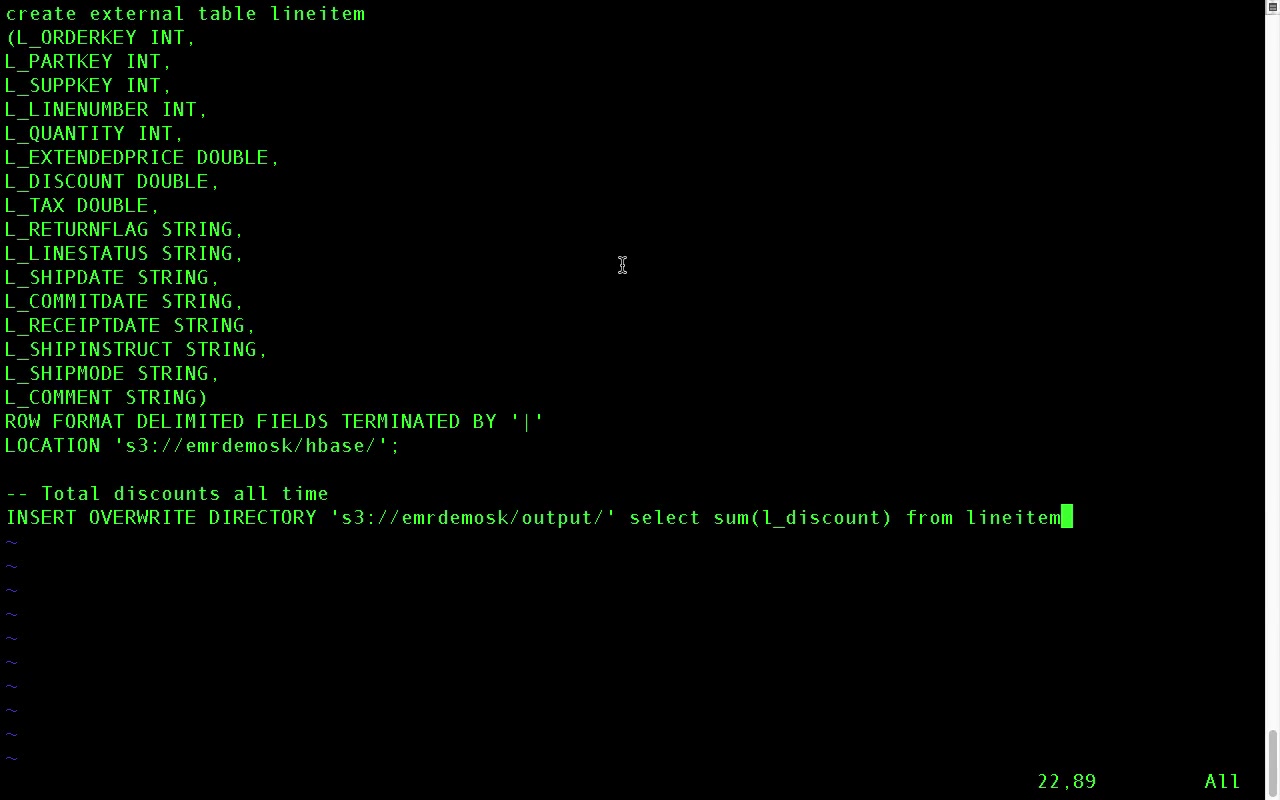 create external table lineitem
(L_ORDERKEY INT,
L_PARTKEY INT,
L_SUPPKEY INT,
L_LINENUMBER INT,
L_QUANTITY INT,
L_EXTENDEDPRICE DOUBLE,
L_DISCOUNT DOUBLE,
L_TAX DOUBLE,
L_RETURNFLAG STRING,
L_LINESTATUS STRING,
L_SHIPDATE STRING,
L_COMMITDATE STRING,
L_RECEIPTDATE STRING,
L_SHIPINSTRUCT STRING,
L_SHIPMODE STRING,
L_COMMENT STRING)
ROW FORMAT DELIMITED FIELDS TERMINATED BY '|'
LOCATION 's3://emrdemosk/hbase/';

-- Total discounts all time
INSERT OVERWRITE DIRECTORY 's3://emrdemosk/output/' select sum(l_discount) from lineitem
~
~
~
~
~
~
~
~
~
~
22,89 All